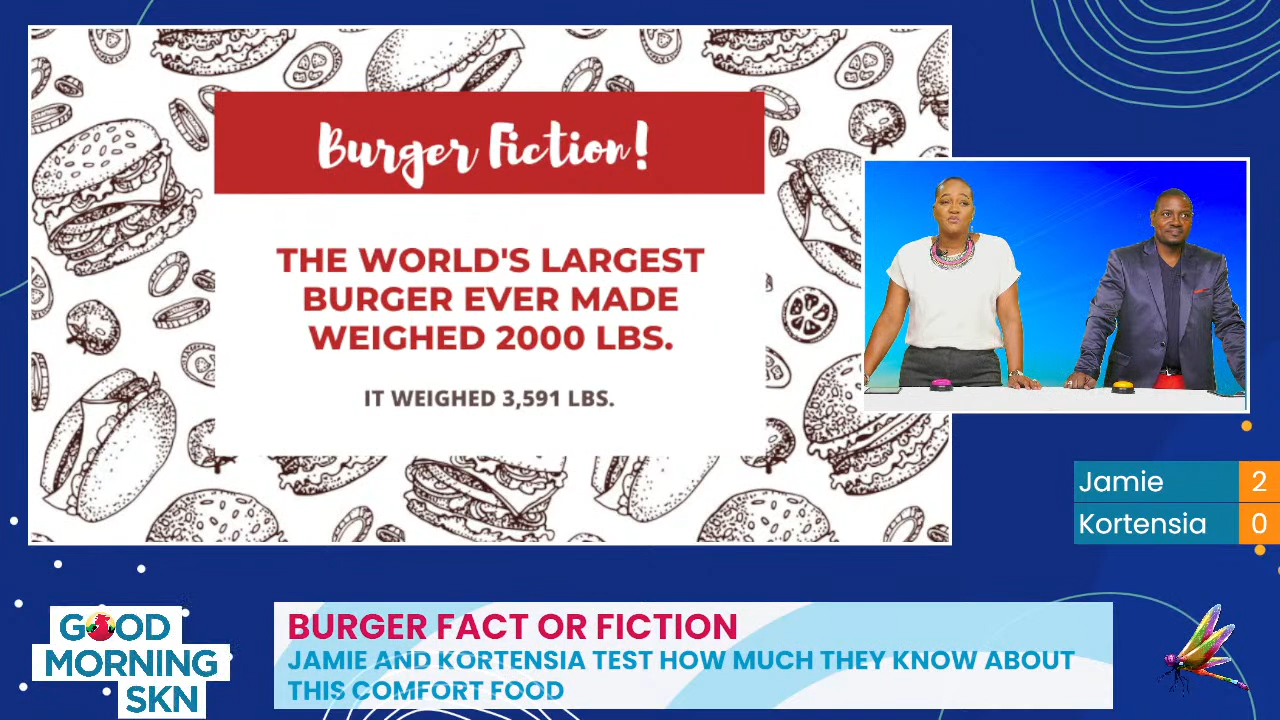 Burger Fiction!
THE WORLD'S LARGEST
BURGER EVER MADE
WEIGHED 2000 LBS.
IT WEIGHED 3,591 LBS.
Jamie 2
Kortensia 0
GOOD
MORNING
SKN
BURGER FACT OR FICTION
JAMIE AND KORTENSIA TEST HOW MUCH THEY KNOW ABOUT
THIS COMFORT FOOD